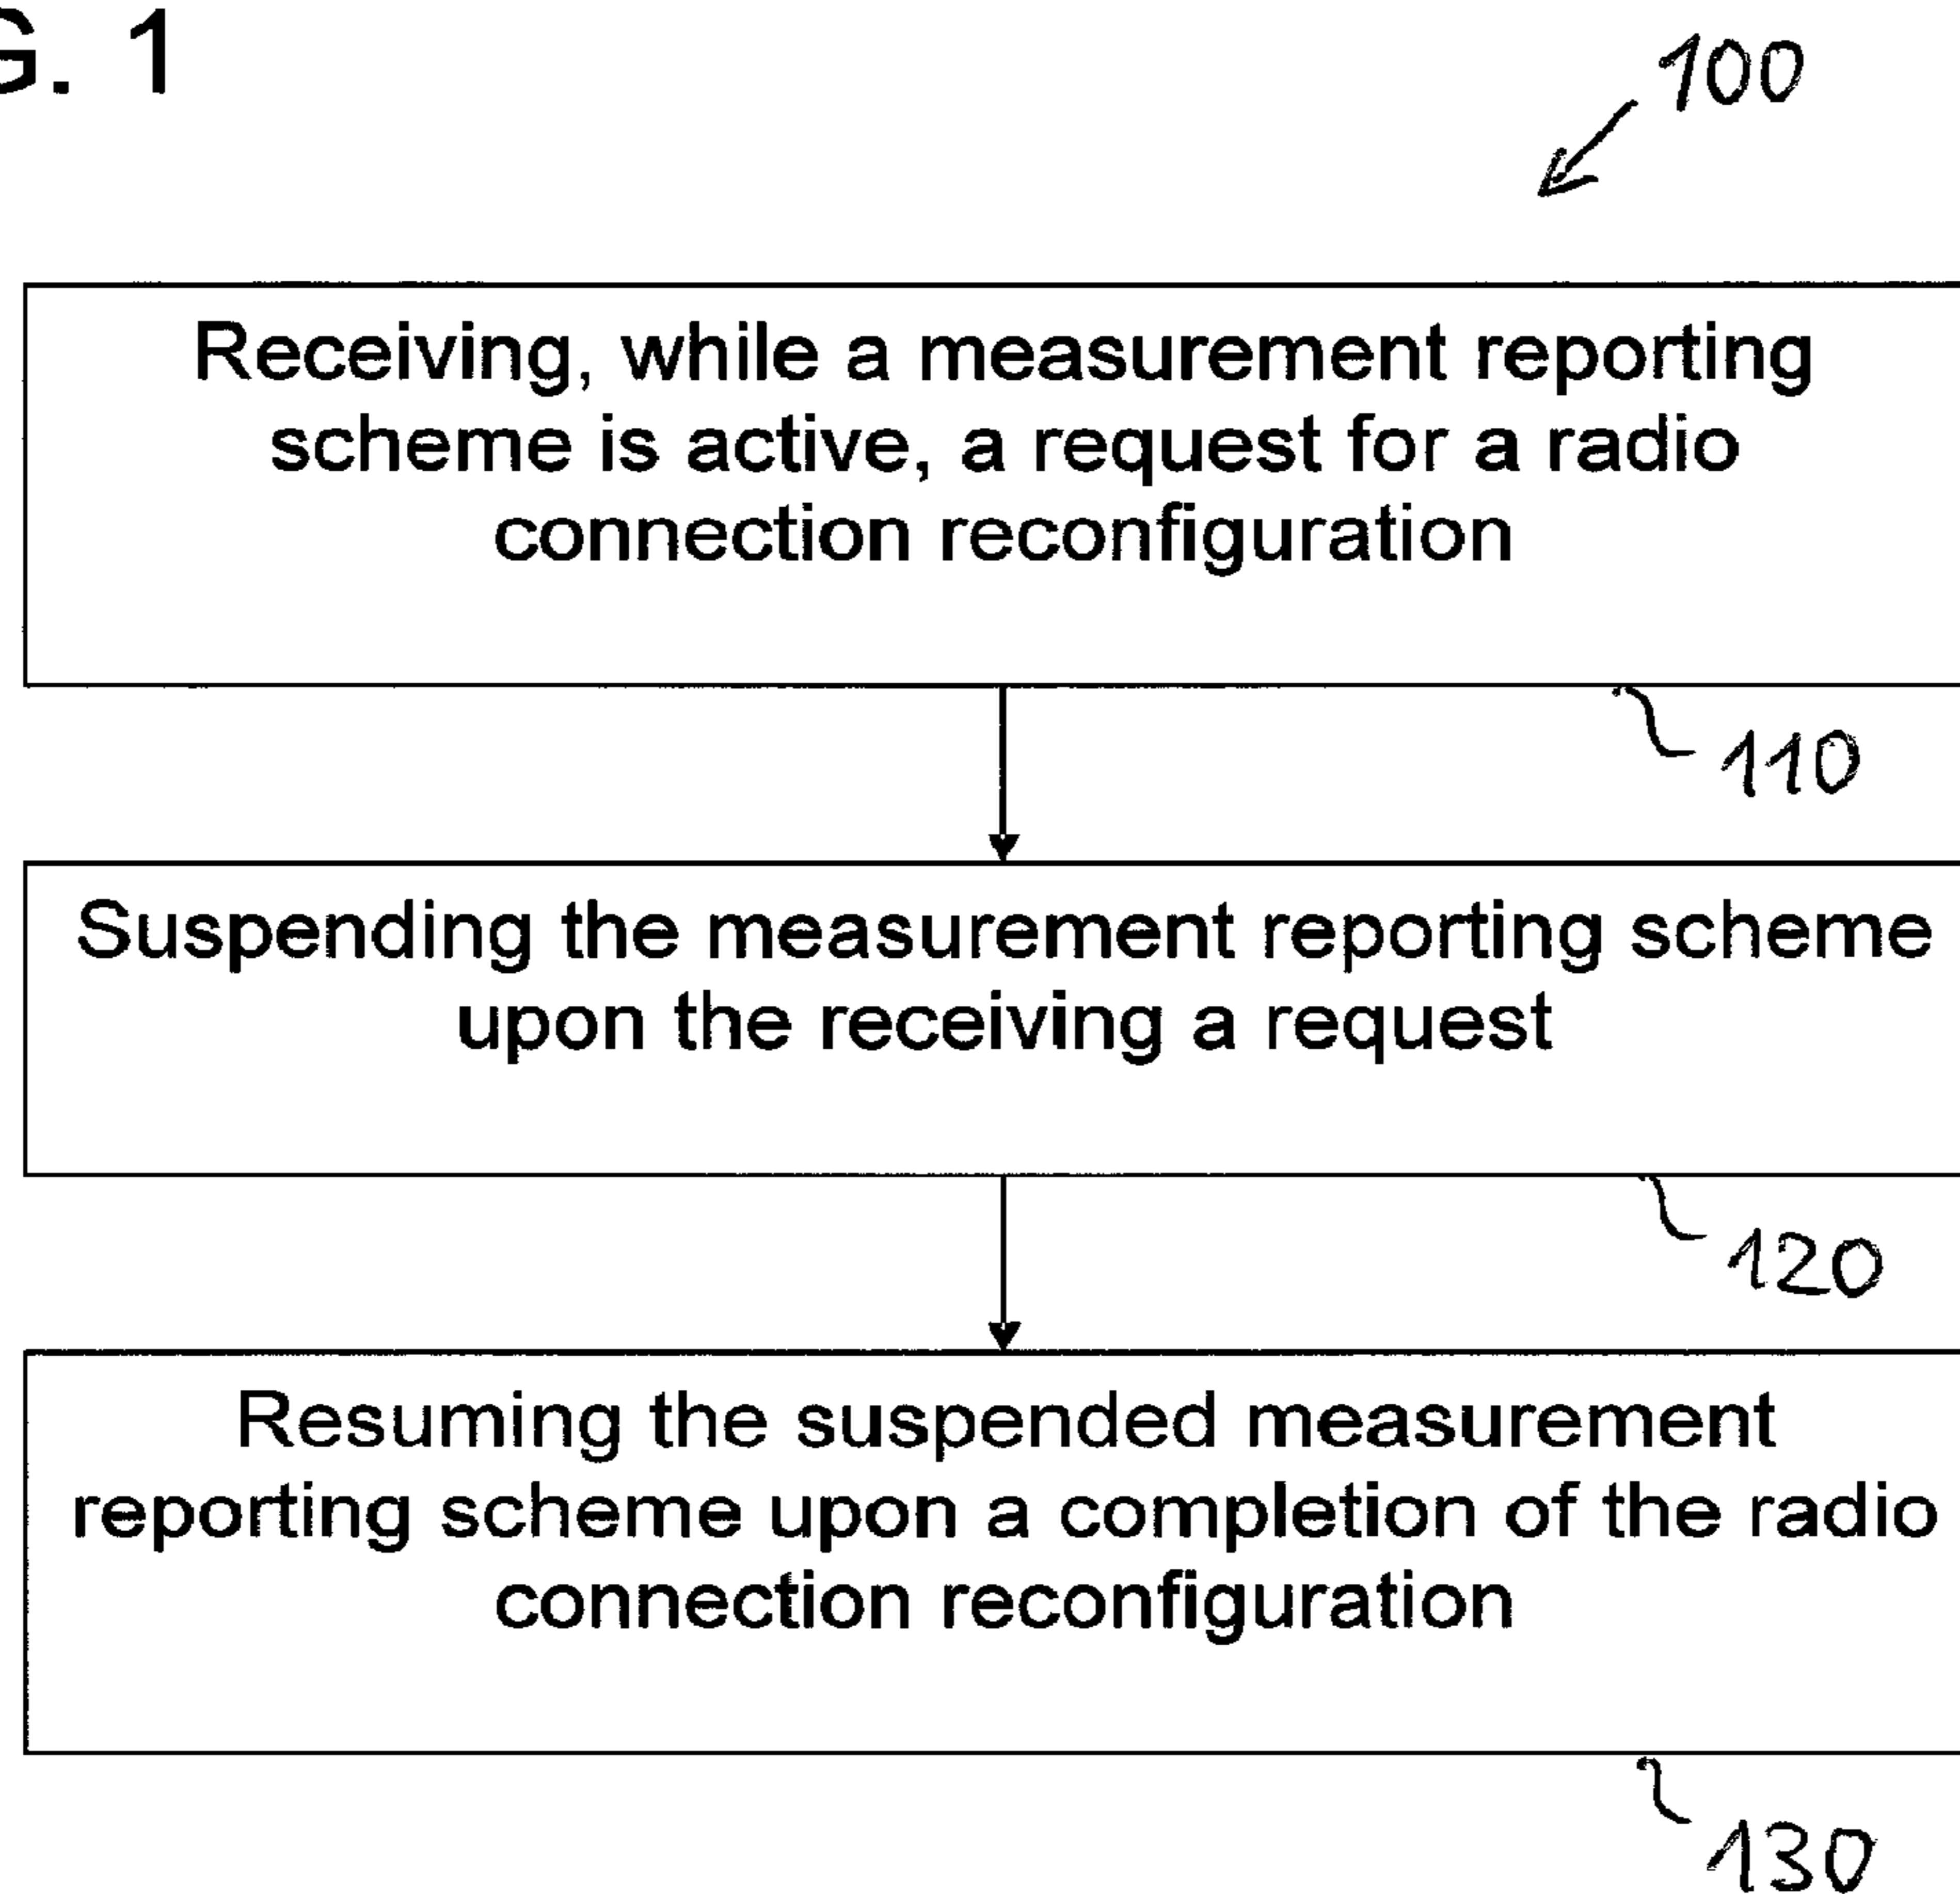 G. 1
100
Receiving, while a measurement reporting
scheme is active, a request for a radio
connection reconfiguration
110
Suspending the measurement reporting scheme
upon the receiving a request
120
Resuming the suspended measurement
reporting scheme upon a completion of the radio
connection reconfiguration
130